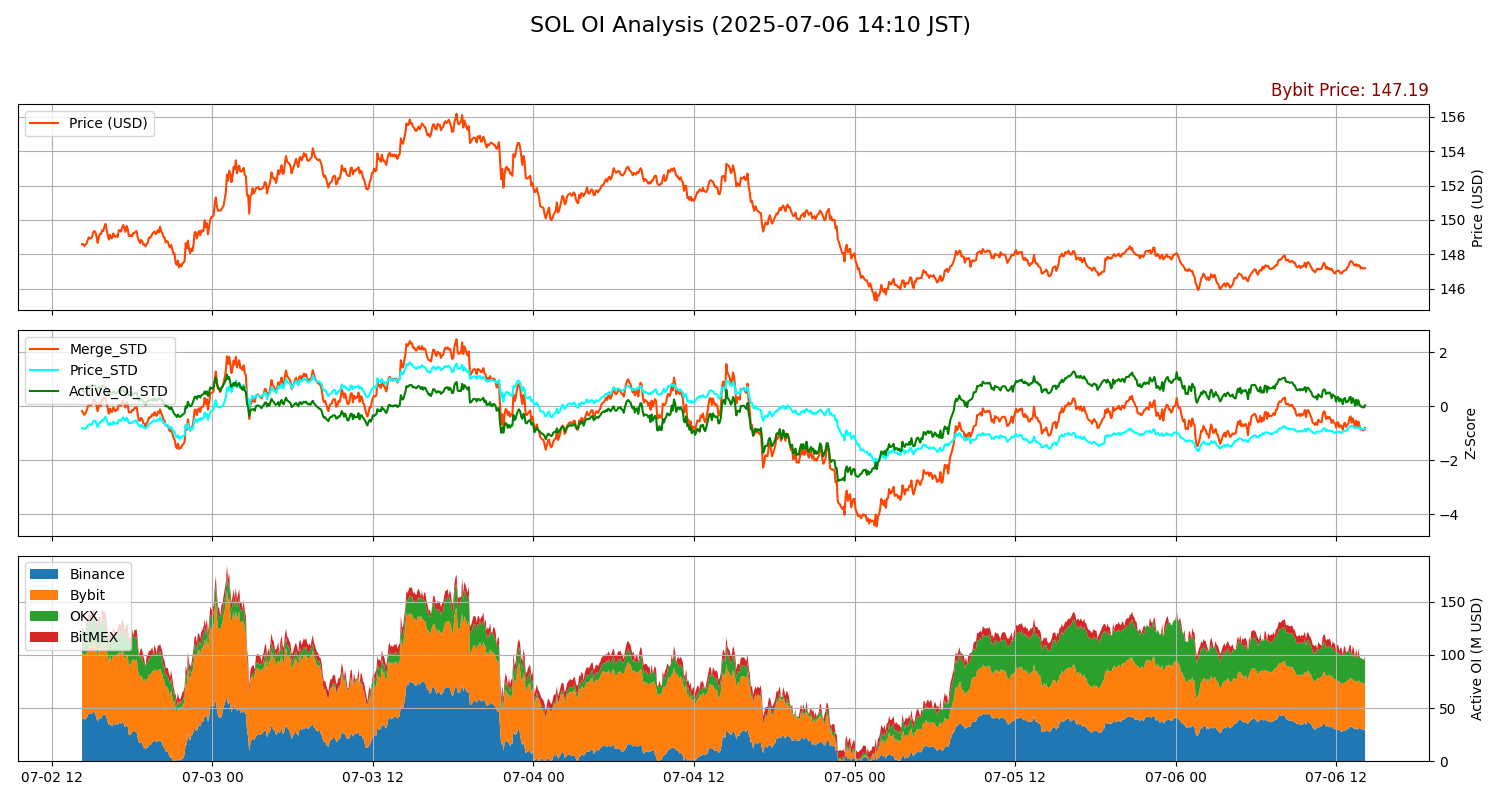 SOL OI Analysis (2025-07-06 14:10 JST)
Bybit Price: 147.19
Price (USD)
156
154
152
150
148
146
Price (USD)
Merge_STD
Price_STD
Active_OI_STD
2
0
−2
−4
Z-Score
Binance
Bybit
OKX
BitMEX
150
100
50
0
Active OI (M USD)
07-02 12
07-03 00
07-03 12
07-04 00
07-04 12
07-05 00
07-05 12
07-06 00
07-06 12